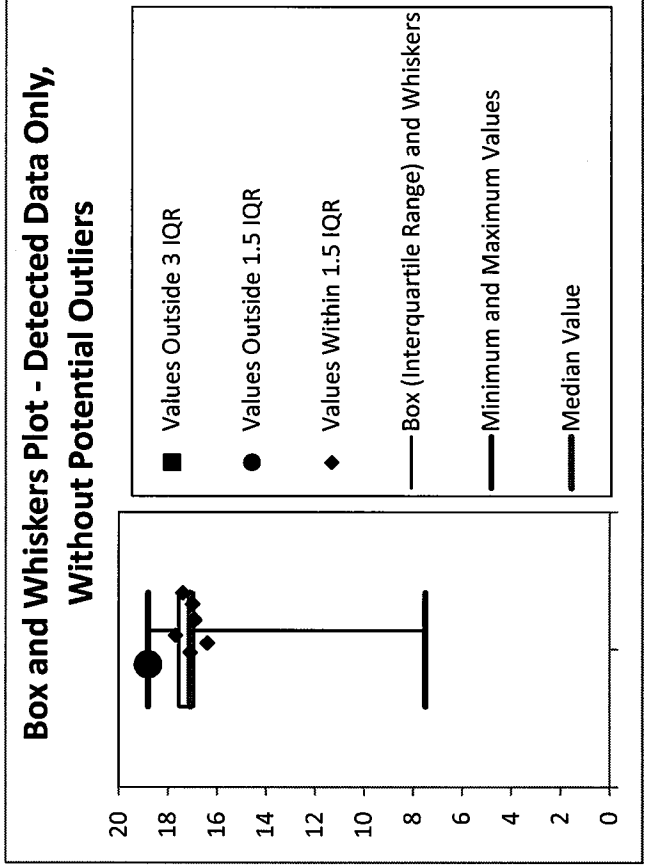 Box and Whiskers Plot - Detected Data Only,
Without Potential Outliers
20
18
16
14
12
10
8
6
4
2
0
Values Outside 3 IQR
Values Outside 1.5 IQR
Values Within 1.5 IQR
Box (Interquartile Range) and Whiskers
Minimum and Maximum Values
Median Value